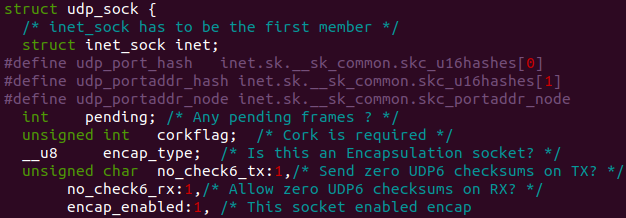 struct udp_sock {
/* inet_sock has to be the first member */
struct inet_sock inet;
#define udp_port_hash inet.sk.__sk_common.skc_u16hashes[0]
#define udp_portaddr_hash inet.sk.__sk_common.skc_u16hashes[1]
#define udp_portaddr_node inet.sk.__sk_common.skc_portaddr_node
int pending; /* Any pending frames ? */
unsigned int corkflag; /* Cork is required */
__u8 encap_type; /* Is this an Encapsulation socket? */
unsigned char no_check6_tx:1,/* Send zero UDP6 checksums on TX? */
no_check6_rx:1,/* Allow zero UDP6 checksums on RX? */
encap_enabled:1, /* This socket enabled encap